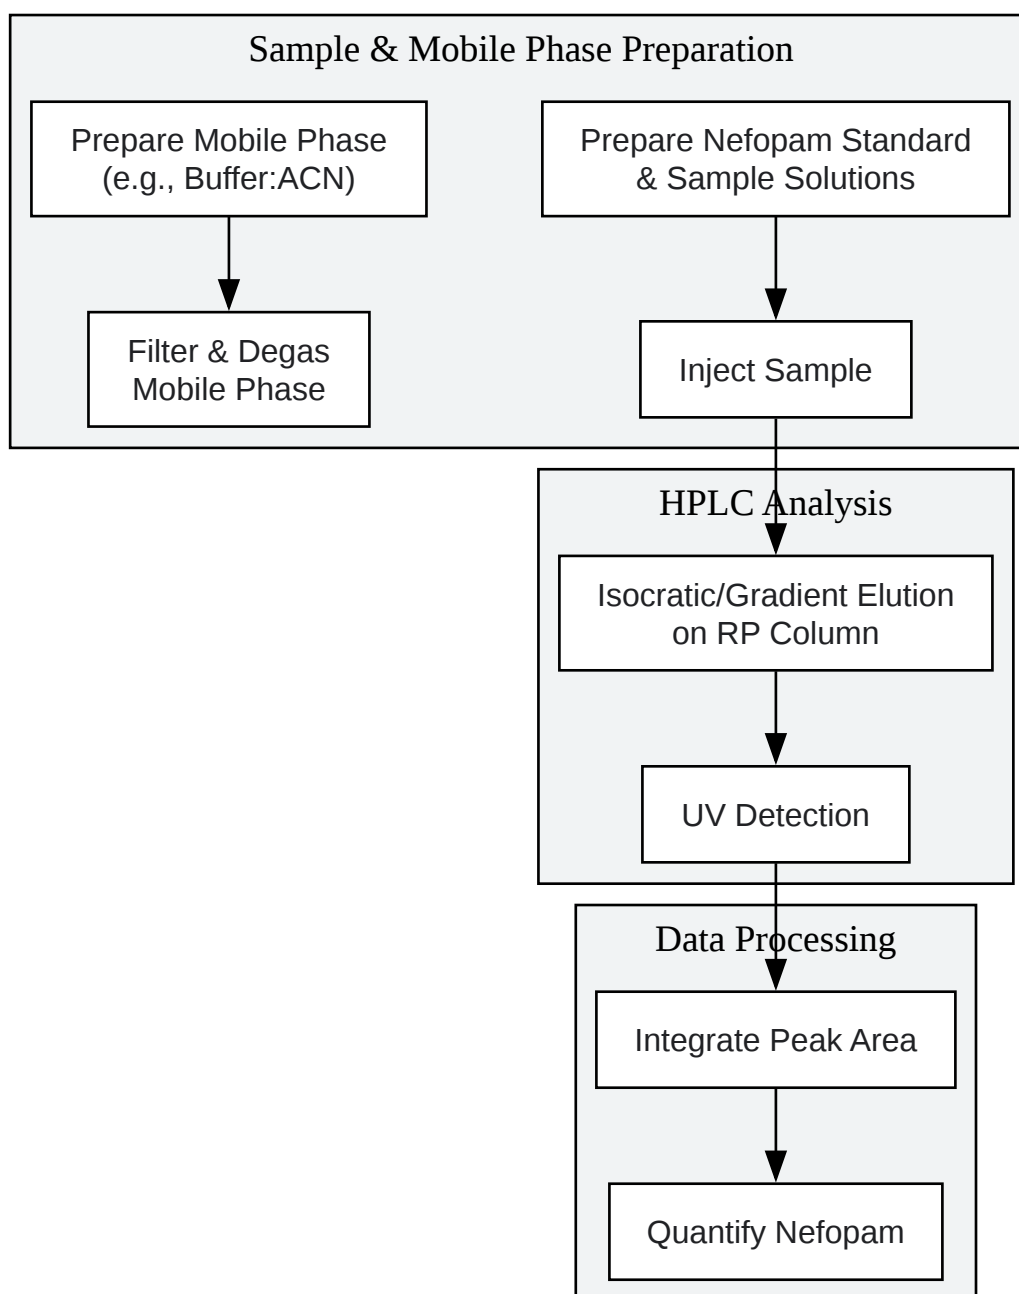 Sample & Mobile Phase Preparation
Prepare Mobile Phase
(e.g., Buffer:ACN)
Prepare Nefopam Standard
& Sample Solutions
Filter & Degas
Mobile Phase
Inject Sample
HPLC Analysis
Isocratic/Gradient Elution
on RP Column
UV Detection
Data Processing
Integrate Peak Area
Quantify Nefopam